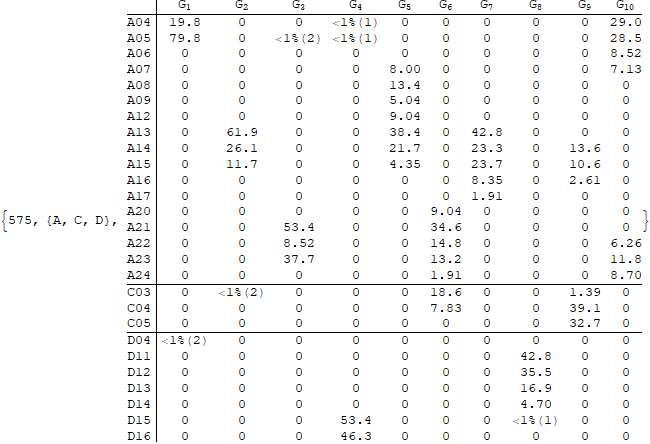 G1 G2 G3 G4 G5 G6 G7 G8 G9 G10
A04 19.8 0 0 <1%(1) 0 0 0 0 0 29.0
A05 79.8 0 <1%(2) <1%(1) 0 0 0 0 0 28.5
A06 0 0 0 0 0 0 0 0 0 8.52
A07 0 0 0 0 8.00 0 0 0 0 7.13
A08 0 0 0 0 13.4 0 0 0 0 0
A09 0 0 0 0 5.04 0 0 0 0 0
A12 0 0 0 0 9.04 0 0 0 0 0
A13 0 61.9 0 0 38.4 0 42.8 0 0 0
A14 0 26.1 0 0 21.7 0 23.3 0 13.6 0
A15 0 11.7 0 0 4.35 0 23.7 0 10.6 0
A16 0 0 0 0 0 0 8.35 0 2.61 0
A17 0 0 0 0 0 0 1.91 0 0 0
A20 0 0 0 0 0 9.04 0 0 0 0
{575, {A, C, D}, A21 0 0 53.4 0 0 34.6 0 0 0 0 }
A22 0 0 8.52 0 0 14.8 0 0 0 6.26
A23 0 0 37.7 0 0 13.2 0 0 0 11.8
A24 0 0 0 0 0 1.91 0 0 0 8.70
C03 0 <1%(2) 0 0 0 18.6 0 0 1.39 0
C04 0 0 0 0 0 7.83 0 0 39.1 0
C05 0 0 0 0 0 0 0 0 32.7 0
D04 <1%(2) 0 0 0 0 0 0 0 0 0
D11 0 0 0 0 0 0 0 42.8 0 0
D12 0 0 0 0 0 0 0 35.5 0 0
D13 0 0 0 0 0 0 0 16.9 0 0
D14 0 0 0 0 0 0 0 4.70 0 0
D15 0 0 0 53.4 0 0 0 <1%(1) 0 0
D16 0 0 0 46.3 0 0 0 0 0 0